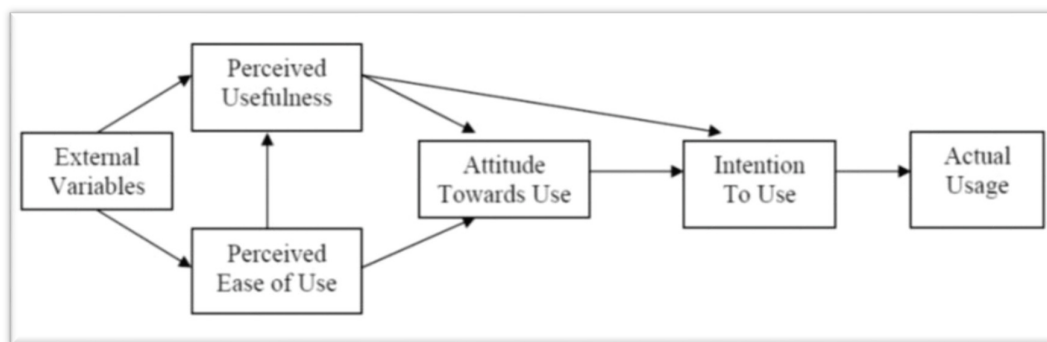 Perceived
Usefulness
External
Variables
Perceived
Ease of Use
Attitude
Towards Use
Intention
To Use
Actual
Usage